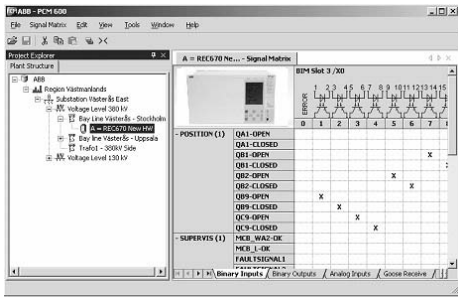 ABB - PCM 600
File Signal Matrix Edit View Tools Window Help
Project Explorer
Plant Structure
ABB
Region Västmanlands
Substation Västerås East
Voltage Level 380 kV
Bay Line Västerås - Stockholm
A = REC670 New HW
Bay line Västerås - Uppsala
Trafo1 - 380kV Side
Voltage Level 130 kV
A = REC670 Ne... - Signal Matrix
BIM Slot 3 /X0
ERROR 1 2 3 4 5 6 7 8 9 10 11 12 13 14 15
0 1 2 3 4 5 6 7
- POSITION (1)
QA1-OPEN
QA1-CLOSED
QB1-OPEN X
QB1-CLOSED
QB2-OPEN X
QB2-CLOSED X
QB9-OPEN X
QB9-CLOSED X
QC9-OPEN X
QC9-CLOSED X
- SUPERVIS (1)
MCB_WA2-OK
MCB_L-OK
FAULTSIGNAL1
Binary Inputs Binary Outputs Analog Inputs Goose Receive